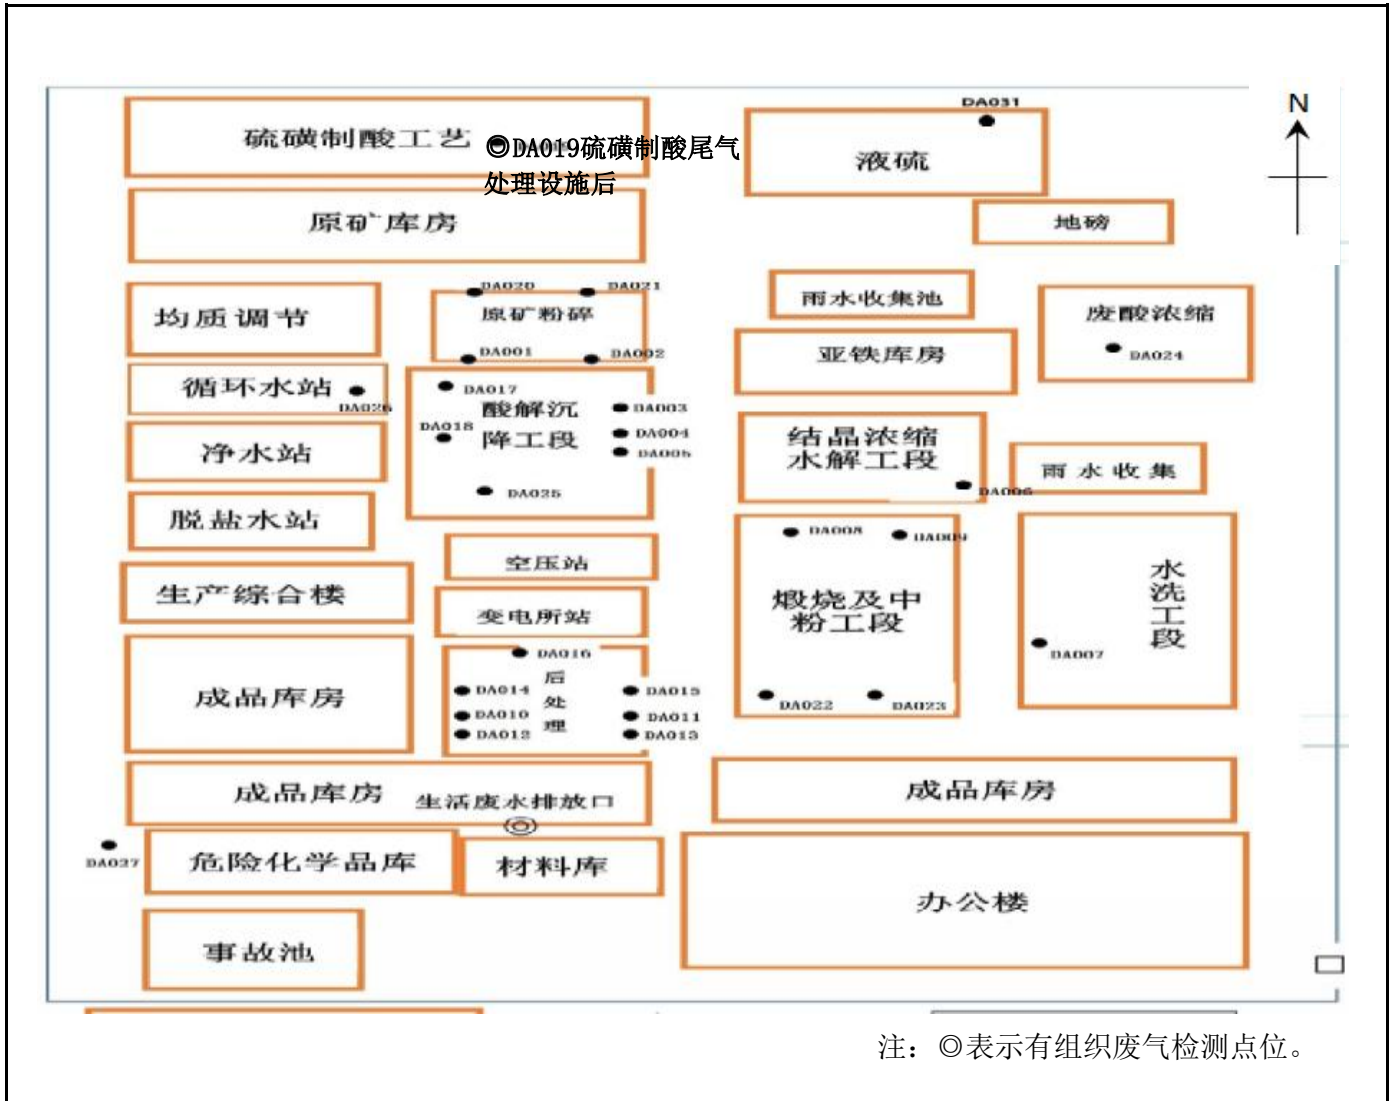 DA031
N
硫磺制酸工艺
◎DA019硫磺制酸尾气
处理设施后
液硫
原矿库房
地磅
DA020
DA021
均质调节
原矿粉碎
雨水收集池
废酸浓缩
DA001
DA002
亚铁库房
DA024
循环水站
DA026
DA017
酸解沉
降工段
DA003
DA018
DA004
DA005
结晶浓缩
水解工段
净水站
雨水收集
DA025
DA006
脱盐水站
DA008
DA009
空压站
水洗工段
生产综合楼
煅烧及中
粉工段
变电所站
DA016
DA007
后处理
DA014
DA015
成品库房
DA010
DA011
DA022
DA023
DA012
DA013
成品库房
生活废水排放口
成品库房
DA027
危险化学品库
材料库
办公楼
事故池
注：◎表示有组织废气检测点位。